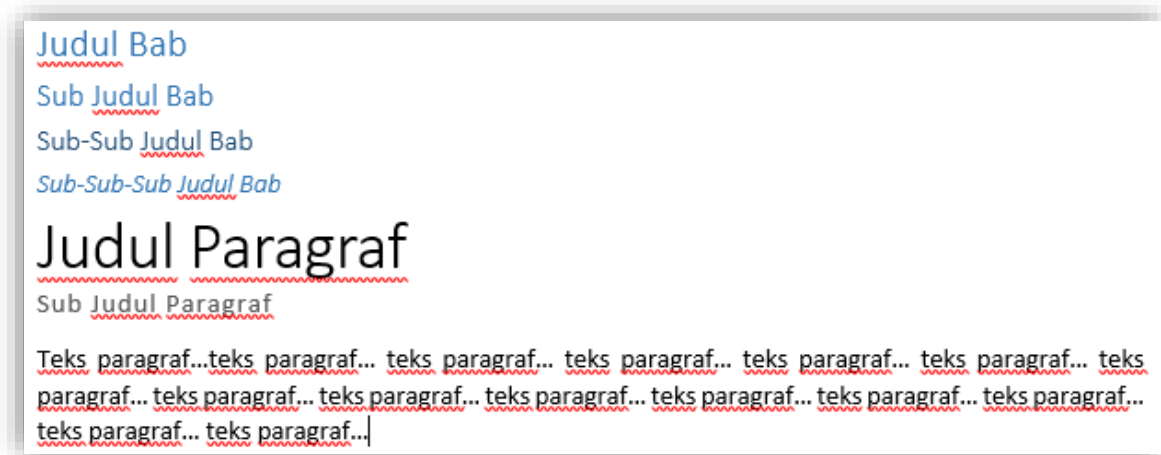 Judul Bab
Sub Judul Bab
Sub-Sub Judul Bab
Sub-Sub-Sub Judul Bab
Judul Paragraf
Sub Judul Paragraf
Teks paragraf...teks paragraf... teks paragraf... teks paragraf... teks paragraf... teks paragraf... teks
paragraf... teks paragraf... teks paragraf... teks paragraf... teks paragraf... teks paragraf... teks paragraf...
teks paragraf... teks paragraf...